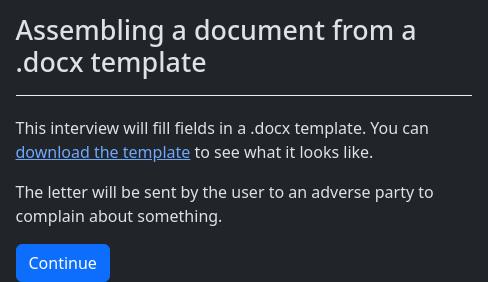 Assembling a document from a
.docx template
This interview will fill fields in a .docx template. You can
download the template to see what it looks like.
The letter will be sent by the user to an adverse party to
complain about something.
Continue